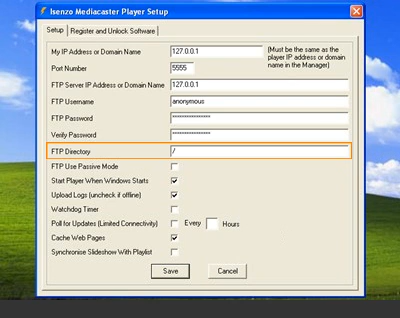 Isenzo Mediacaster Player Setup
Setup
Register and Unlock Software
My IP Address or Domain Name
127.0.0.1
(Must be the same as the
player IP address or domain
name in the Manager)
Port Number
5555
FTP Server IP Address or Domain Name
127.0.0.1
FTP Username
anonymous
FTP Password
Verify Password
FTP Directory
/
FTP Use Passive Mode
Start Player When Windows Starts
Upload Logs (uncheck if offline)
Watchdog Timer
Poll for Updates (Limited Connectivity)
Every
Hours
Cache Web Pages
Synchronise Slideshow With Playlist
Save
Cancel